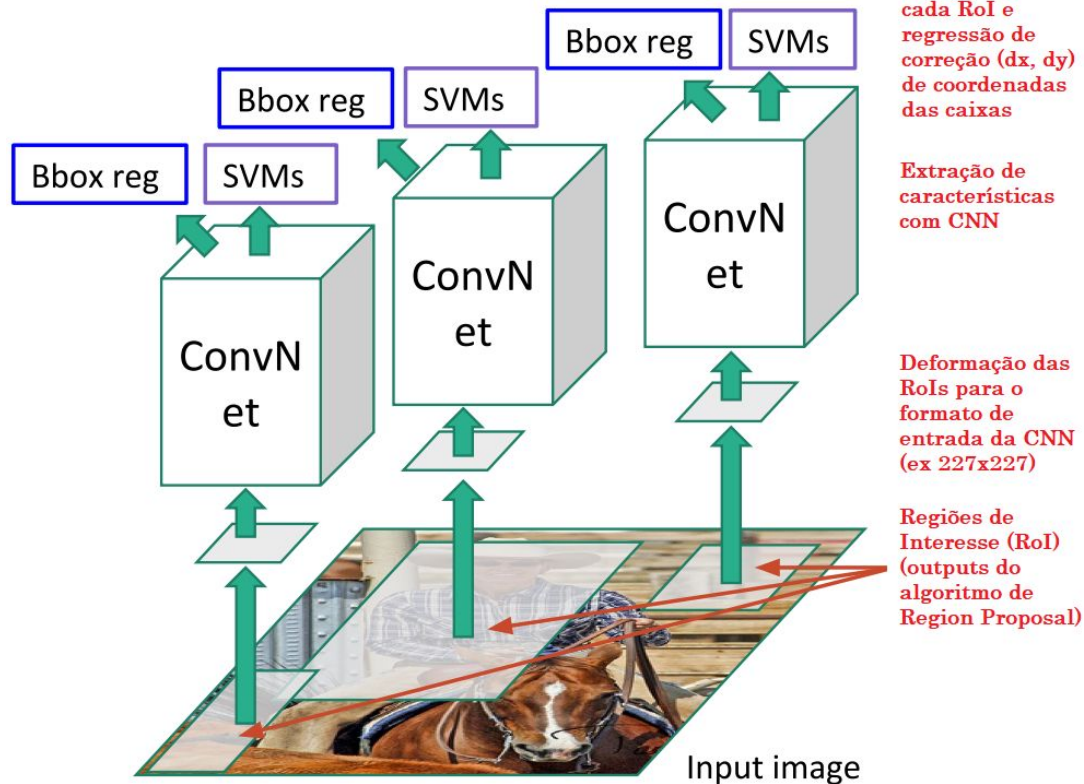 cada RoI e
regressão de
correção (dx, dy)
de coordenadas
das caixas
Bbox reg
SVMs
Bbox reg
SVMs
Bbox reg
SVMs
Extração de
características
com CNN
ConvN
et
ConvN
et
ConvN
et
Deformação das
RoIs para o
formato de
entrada da CNN
(ex 227x227)
Regiões de
Interesse (RoI)
(outputs do
algoritmo de
Region Proposal)
Input image